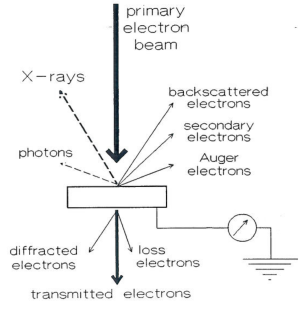 primary
electron
beam
X-rays
backscattered
electrons
secondary
electrons
photons
Auger
electrons
diffracted
electrons
loss
electrons
transmitted electrons